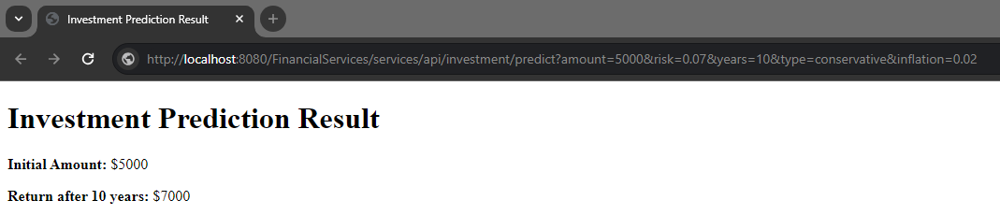 Investment Prediction Result
http://localhost:8080/FinancialServices/services/api/investment/predict?amount=5000&risk=0.07&years=10&type=conservative&inflation=0.02
Investment Prediction Result
Initial Amount: $5000
Return after 10 years: $7000